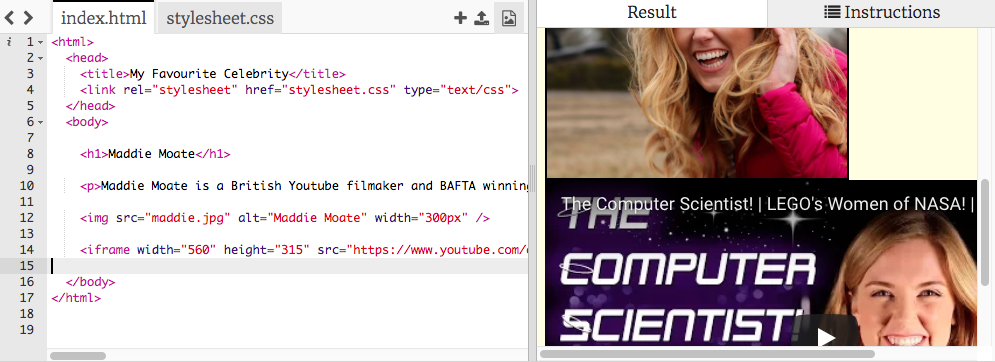 index.html stylesheet.css
Result Instructions
1 <html>
2 <head>
3 <title>My Favourite Celebrity</title>
4 <link rel="stylesheet" href="stylesheet.css" type="text/css">
5 </head>
6 <body>
7
8 <h1>Maddie Moate</h1>
9
10 <p>Maddie Moate is a British Youtube filmaker and BAFTA winning
11
12 <img src="maddie.jpg" alt="Maddie Moate" width="300px" />
13
14 <iframe width="560" height="315" src="https://www.youtube.com/
15
16 </body>
17 </html>
18
19
The Computer Scientist! | LEGO's Women of NASA! |
THE
COMPUTER
SCIENTIST!